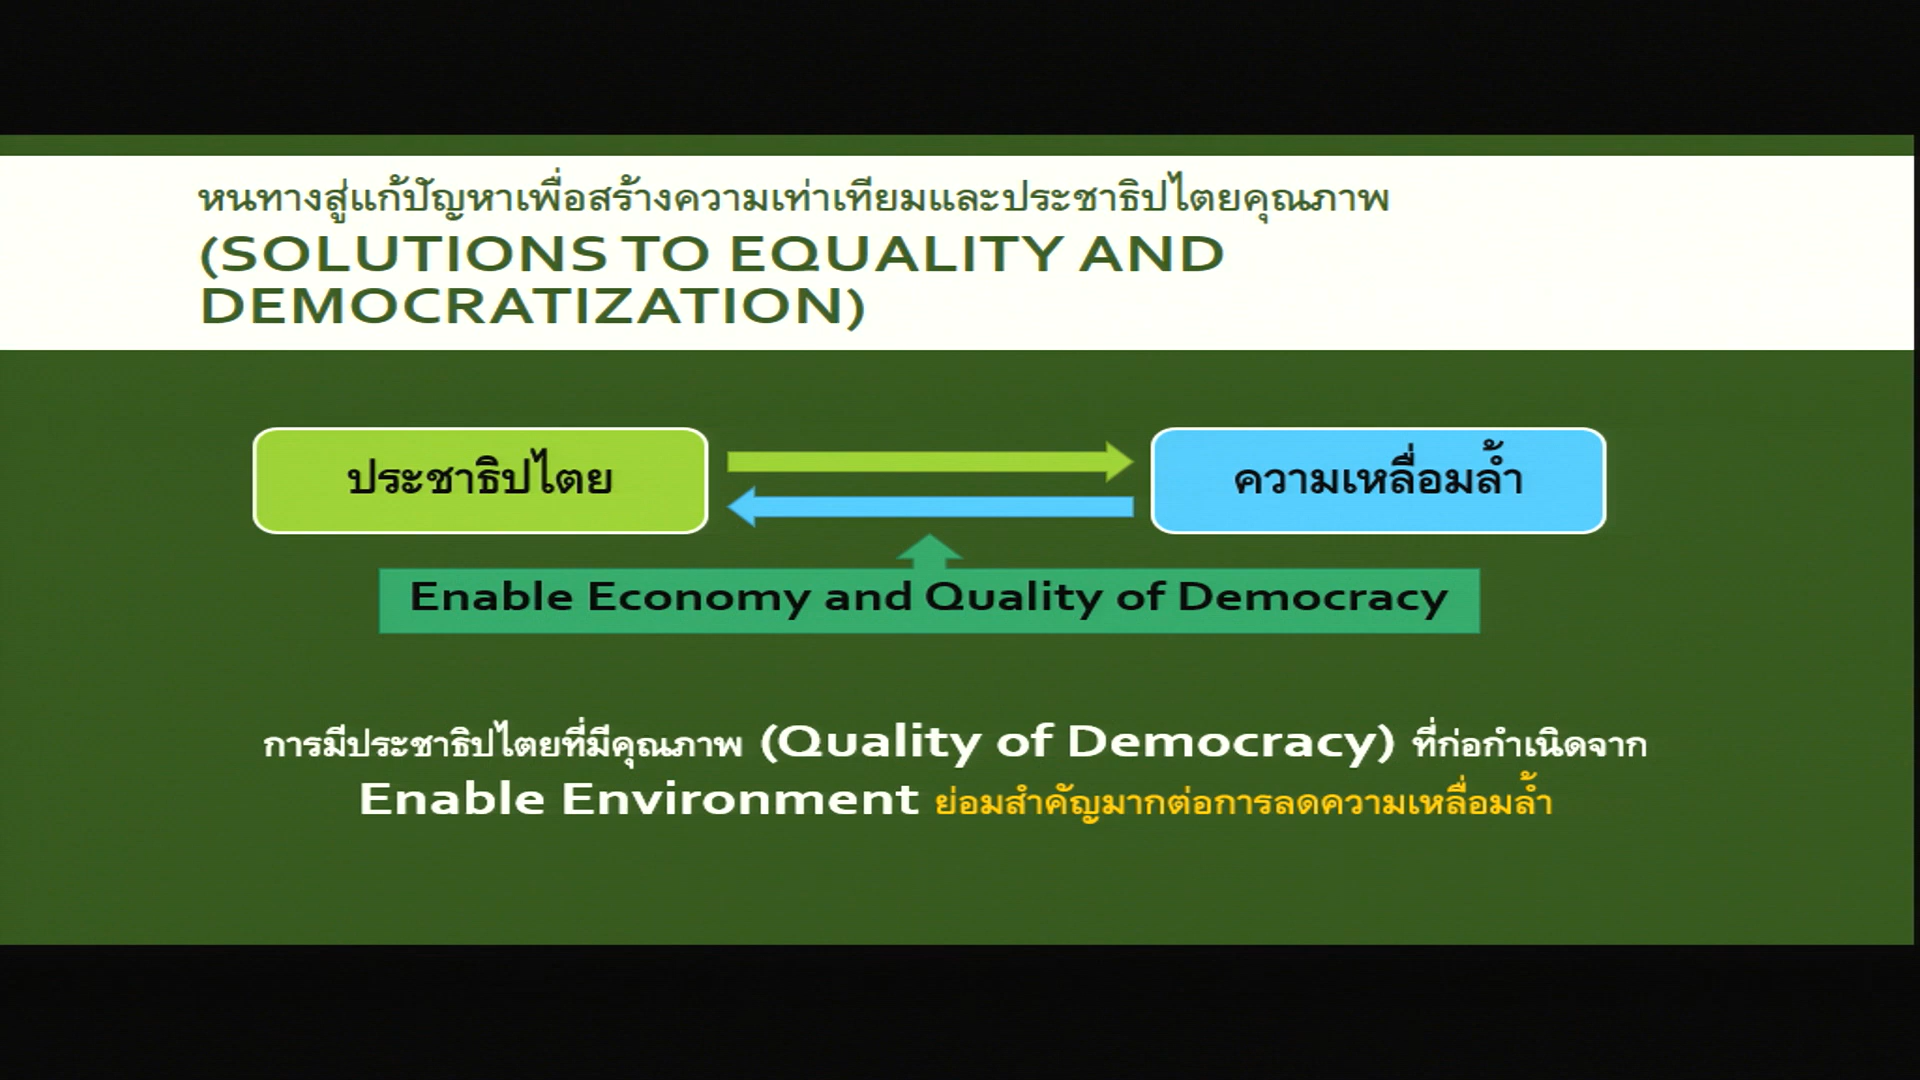 หนทางสู่แก้ปัญหาเพื่อสร้างความเท่าเทียมและประชาธิปไตยคุณภาพ
(SOLUTIONS TO EQUALITY AND
DEMOCRATIZATION)
ประชาธิปไตย
ความเหลื่อมล้ำ
Enable Economy and Quality of Democracy
การมีประชาธิปไตยที่มีคุณภาพ (Quality of Democracy) ที่ก่อกำเนิดจาก
Enable Environment ย่อมสำคัญมากต่อการลดความเหลื่อมล้ำ